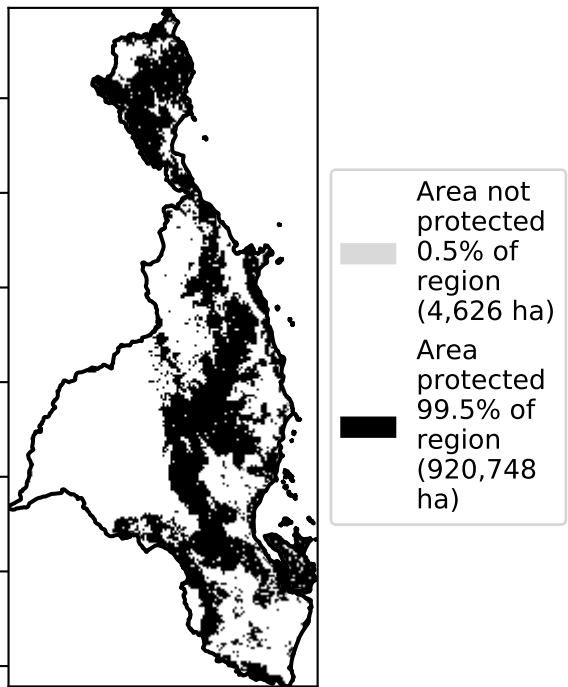 Area not
protected
0.5% of
region
(4,626 ha)
Area
protected
99.5% of
region
(920,748
ha)